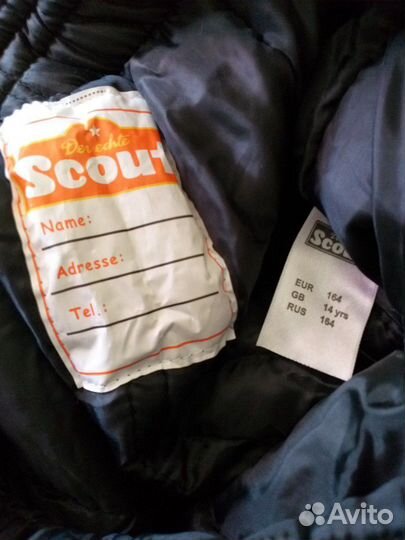 Der echte
Scout
Name:
Adresse:
Tel.:
Scout
EUR 164
GB 14 yrs
RUS 164
Avito